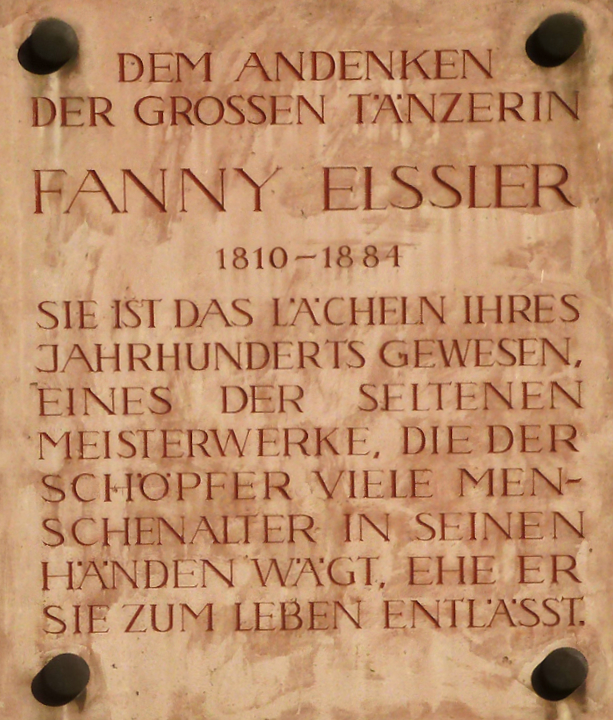 DEM ANDENKEN
DER GROSSEN TÄNZERIN
FANNY ELSSLER
1810–1884
SIE IST DAS LÄCHELN IHRES
JAHRHUNDERTS GEWESEN,
EINES DER SELTENEN
MEISTERWERKE, DIE DER
SCHÖPFER VIELE MEN-
SCHENALTER IN SEINEN
HÄNDEN WÄGT, EHE ER
SIE ZUM LEBEN ENTLÄSST.